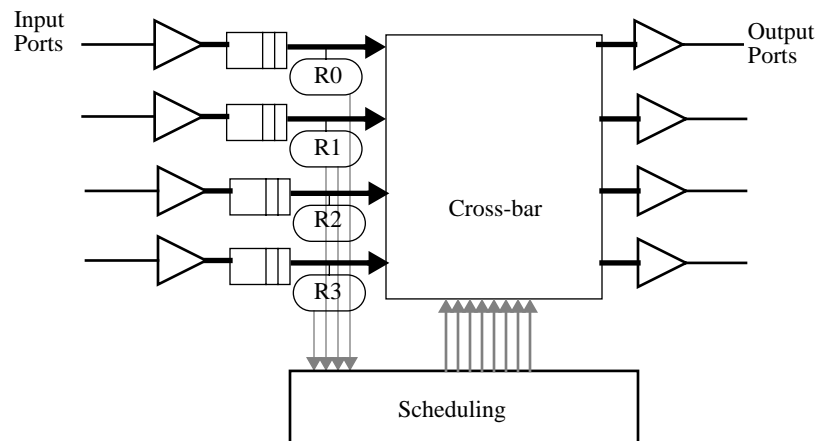 Input
Ports
Output
Ports
R0
R1
R2
Cross-bar
R3
Scheduling